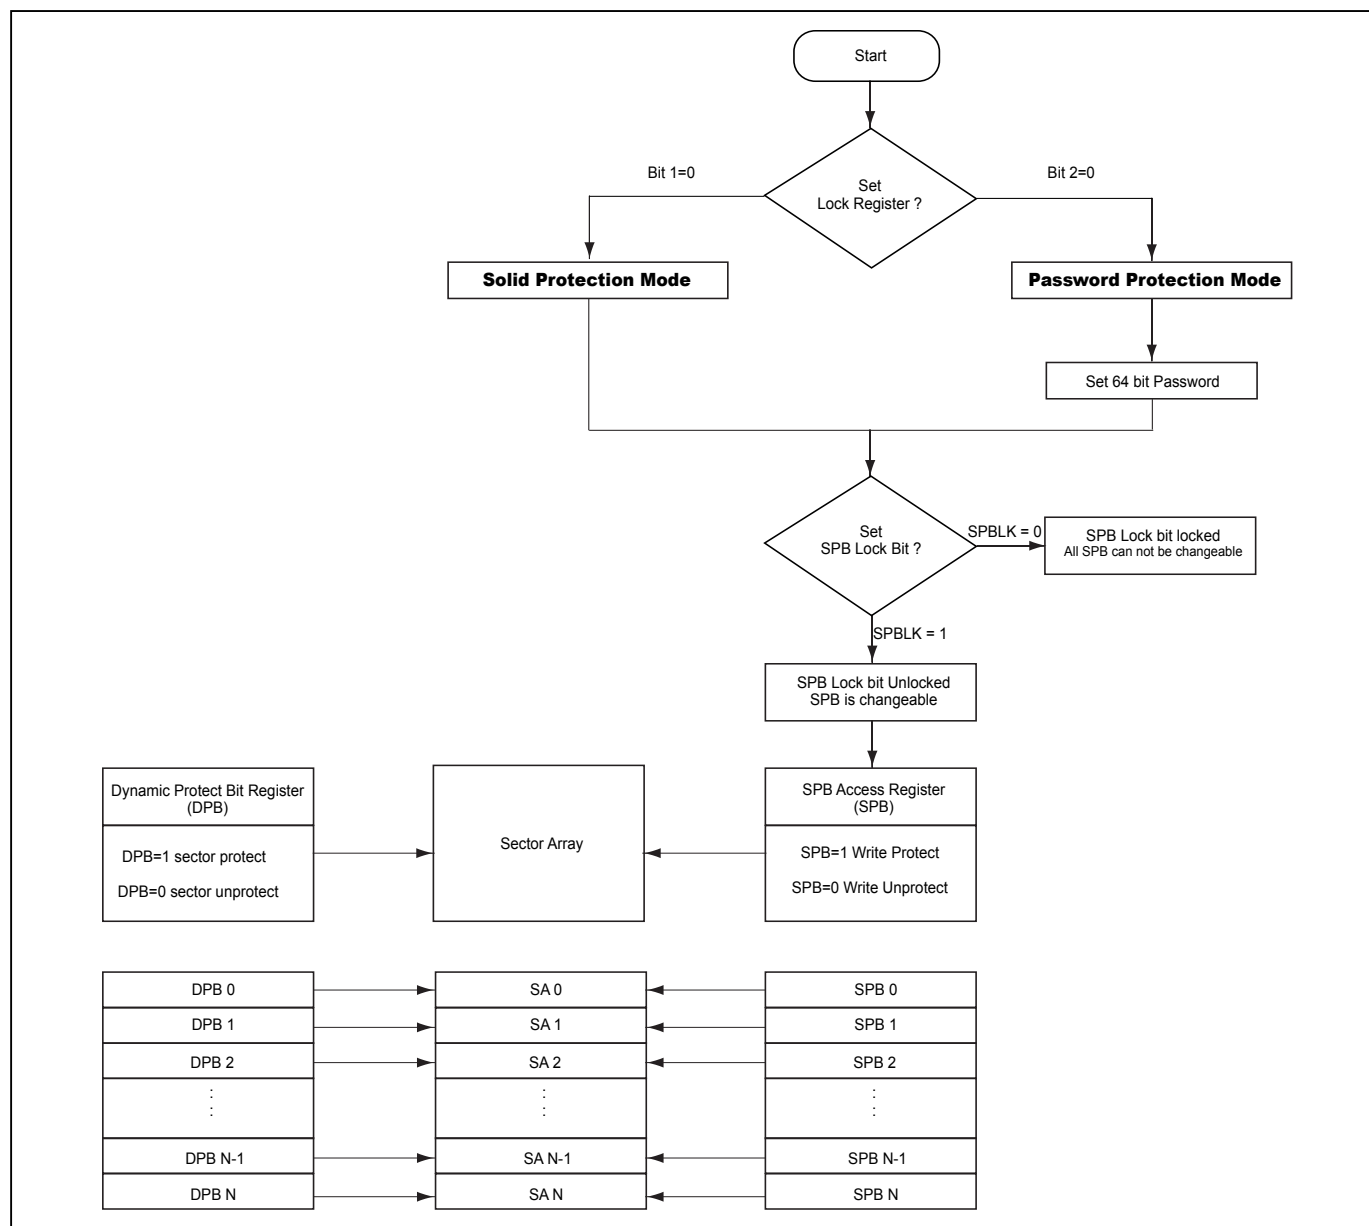 Start
Bit 1=0
Bit 2=0
Set
Lock Register ?
Solid Protection Mode
Password Protection Mode
Set 64 bit Password
Set
SPB Lock Bit ?
SPBLK = 0
SPB Lock bit locked
All SPB can not be changeable
SPBLK = 1
SPB Lock bit Unlocked
SPB is changeable
Dynamic Protect Bit Register
(DPB)
DPB=1 sector protect
DPB=0 sector unprotect
Sector Array
SPB Access Register
(SPB)
SPB=1 Write Protect
SPB=0 Write Unprotect
DPB 0
SA 0
SPB 0
DPB 1
SA 1
SPB 1
DPB 2
SA 2
SPB 2
:
:
:
:
:
:
DPB N-1
SA N-1
SPB N-1
DPB N
SA N
SPB N